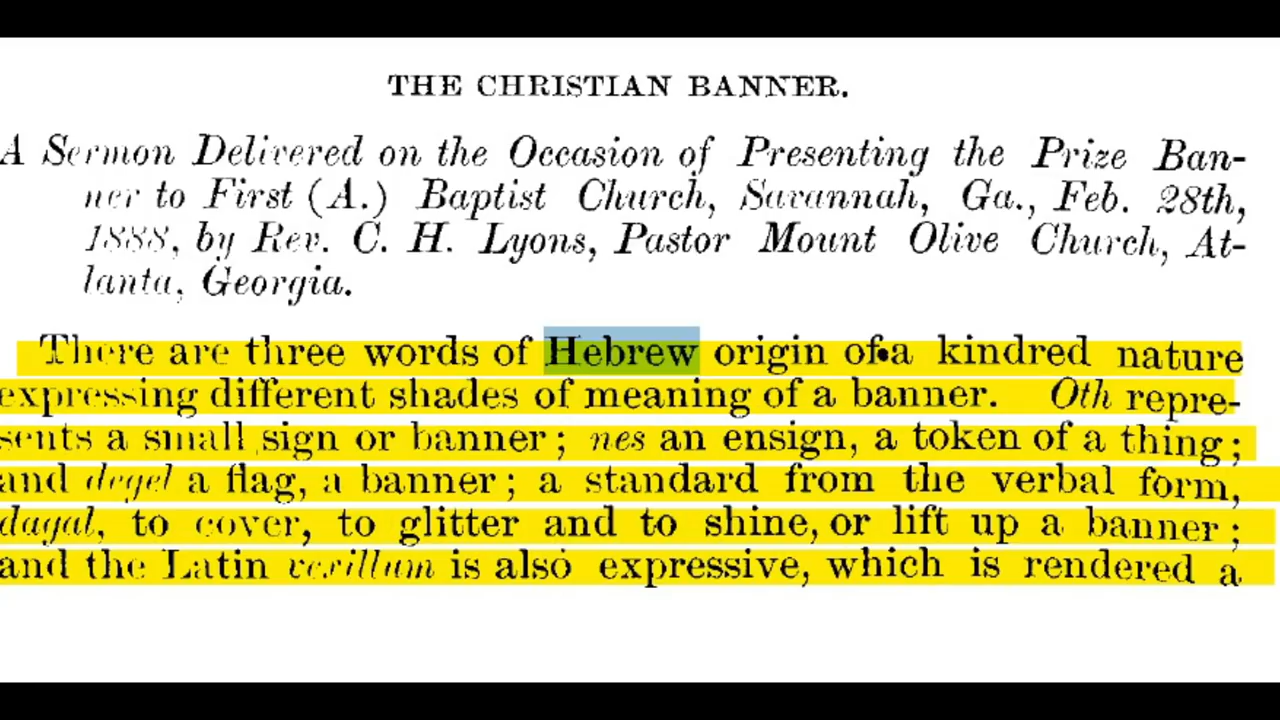 THE CHRISTIAN BANNER.
A Sermon Delivered on the Occasion of Presenting the Prize Ban-
ner to First (A.) Baptist Church, Savannah, Ga., Feb. 28th,
1888, by Rev. C. H. Lyons, Pastor Mount Olive Church, At-
lanta, Georgia.
There are three words of Hebrew origin of a kindred nature
expressing different shades of meaning of a banner. Oth repre-
sents a small sign or banner; nes an ensign, a token of a thing;
and degel a flag, a banner; a standard from the verbal form,
dagal, to cover, to glitter and to shine, or lift up a banner;
and the Latin vexillum is also expressive, which is rendered a